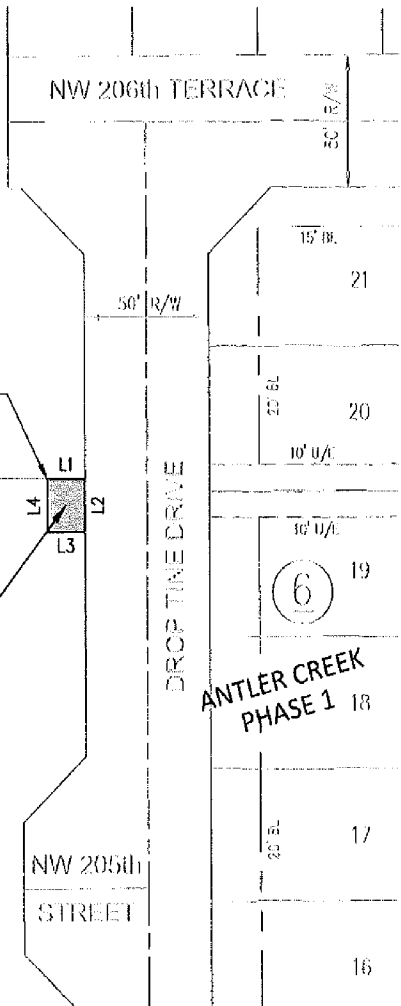 NW 206th TERRACE
80' R/W
15' BL
21
50' R/W
20' BL
20
10' U/E
L1
L4
L2
L3
10' U/E
DROP TINE DRIVE
6
19
ANTLER CREEK
PHASE 1
18
20' BL
17
NW 205th
STREET
16